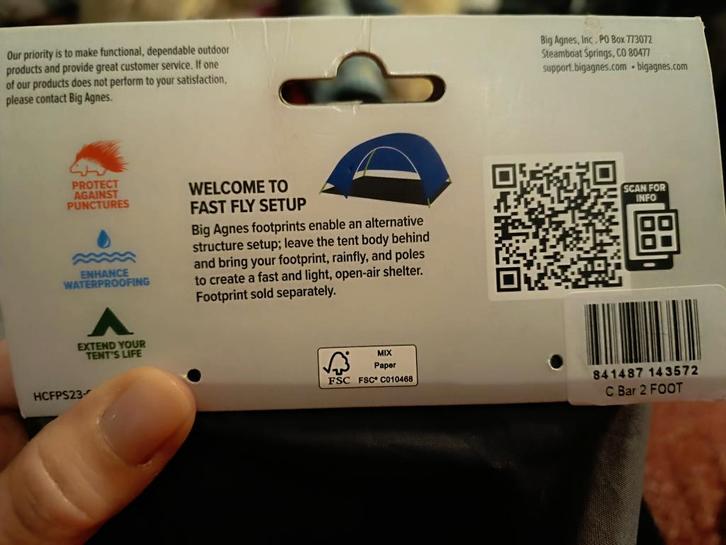 Our priority is to make functional, dependable outdoor
products and provide great customer service. If one
of our products does not perform to your satisfaction,
please contact Big Agnes.
Big Agnes, Inc. PO Box 773072
Steamboat Springs, CO 80477
support.bigagnes.com • bigagnes.com
PROTECT
AGAINST
PUNCTURES
ENHANCE
WATERPROOFING
EXTEND YOUR
TENT'S LIFE
WELCOME TO
FAST FLY SETUP
Big Agnes footprints enable an alternative
structure setup; leave the tent body behind
and bring your footprint, rainfly, and poles
to create a fast and light, open-air shelter.
Footprint sold separately.
SCAN FOR
INFO
FSC
MIX
Paper
FSC® C010468
841487 143572
C Bar 2 FOOT
HCFPS23-